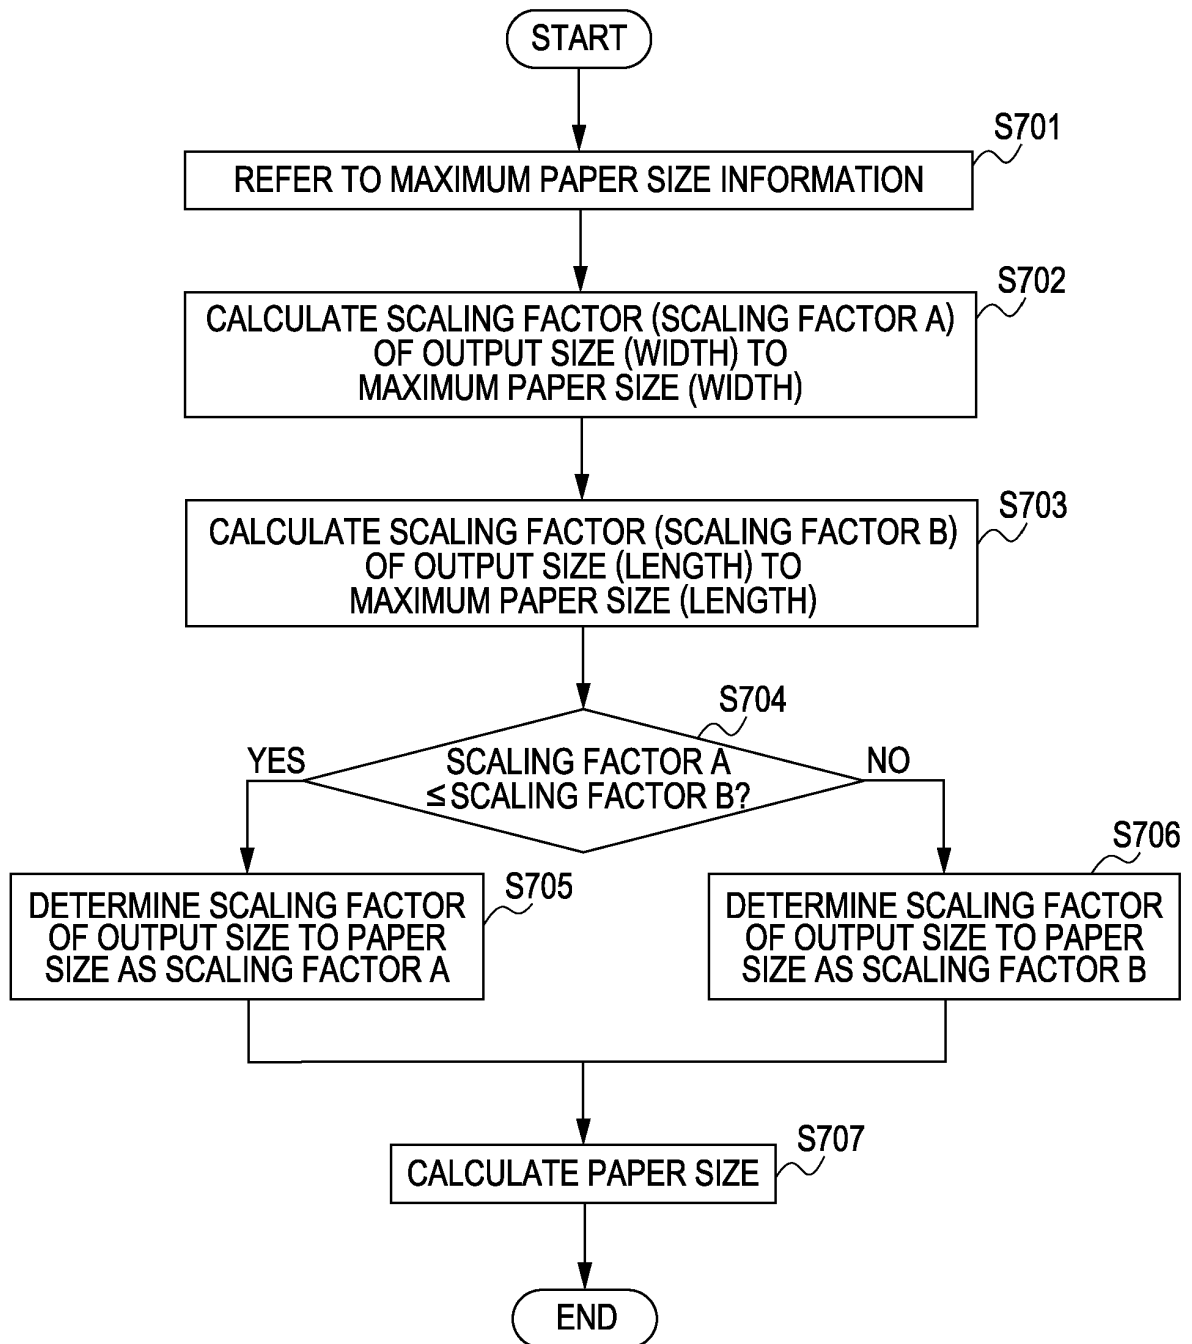 START
S701
REFER TO MAXIMUM PAPER SIZE INFORMATION
S702
CALCULATE SCALING FACTOR (SCALING FACTOR A)
OF OUTPUT SIZE (WIDTH) TO
MAXIMUM PAPER SIZE (WIDTH)
S703
CALCULATE SCALING FACTOR (SCALING FACTOR B)
OF OUTPUT SIZE (LENGTH) TO
MAXIMUM PAPER SIZE (LENGTH)
S704
YES
SCALING FACTOR A
≤ SCALING FACTOR B?
NO
S705
DETERMINE SCALING FACTOR
OF OUTPUT SIZE TO PAPER
SIZE AS SCALING FACTOR A
S706
DETERMINE SCALING FACTOR
OF OUTPUT SIZE TO PAPER
SIZE AS SCALING FACTOR B
S707
CALCULATE PAPER SIZE
END